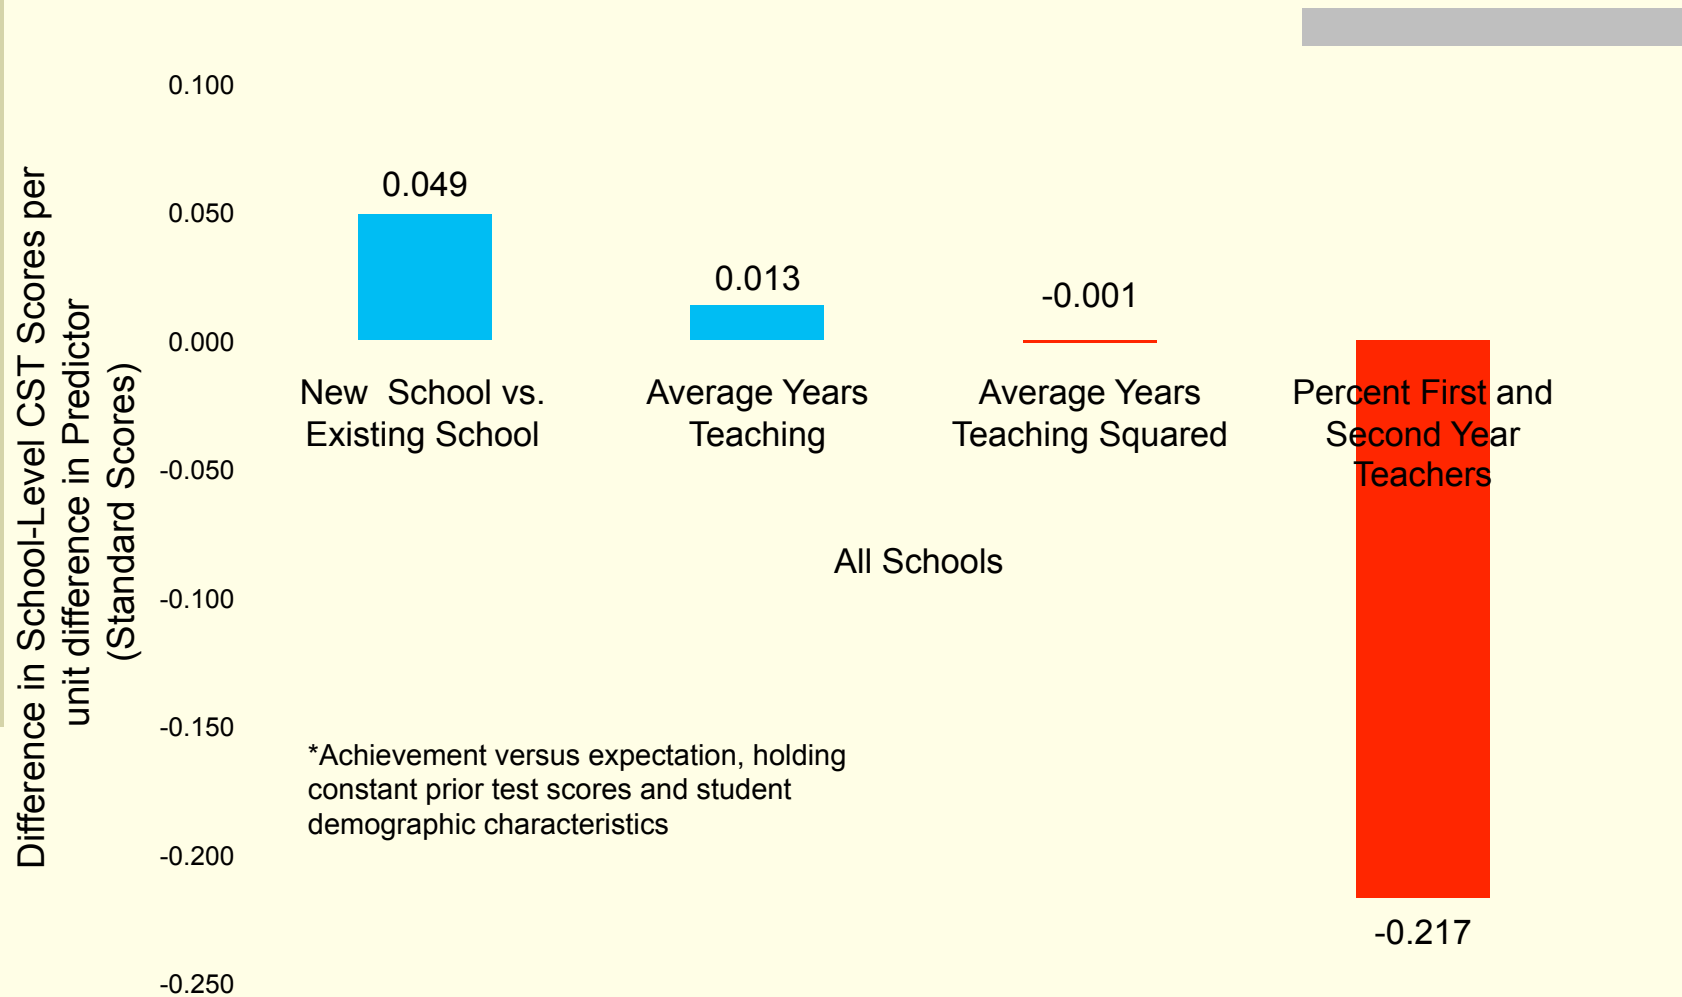 Difference in School-Level CST Scores per
unit difference in Predictor
(Standard Scores)
0.100
0.050
0.000
-0.050
-0.100
-0.150
-0.200
-0.250
0.049
0.013
-0.001
-0.217
New School vs.
Existing School
Average Years
Teaching
Average Years
Teaching Squared
Percent First and
Second Year
Teachers
All Schools
*Achievement versus expectation, holding
constant prior test scores and student
demographic characteristics